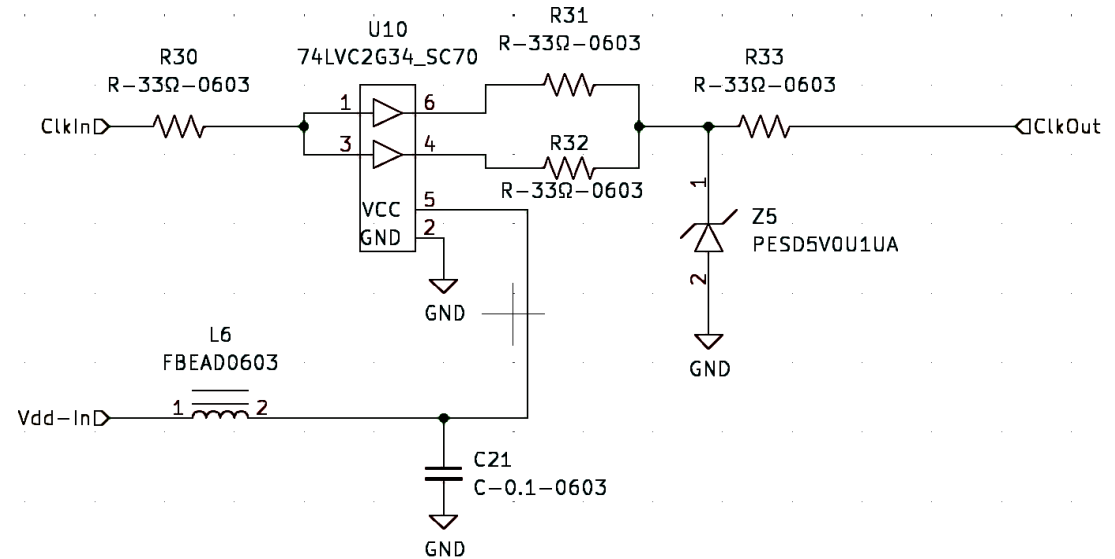 R31
U10
R-33Ω-0603
R30
74LVC2G34_SC70
R33
R-33Ω-0603
R-33Ω-0603
1
6
ClkIn
ClkOut
3
4
R32
R-33Ω-0603
1
VCC
5
Z5
GND
2
PESD5V0U1UA
2
GND
L6
GND
FBEAD0603
Vdd-In
1
2
C21
C-0.1-0603
GND